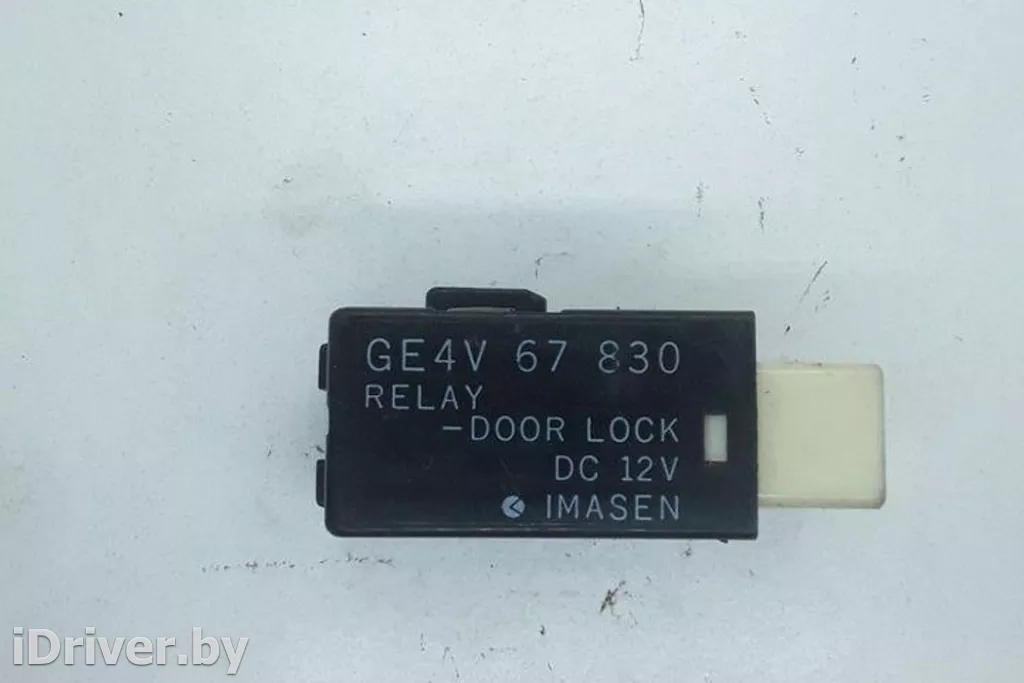 GE4V 67 830
RELAY
-DOOR LOCK
DC 12V
IMASEN
iDriver.by